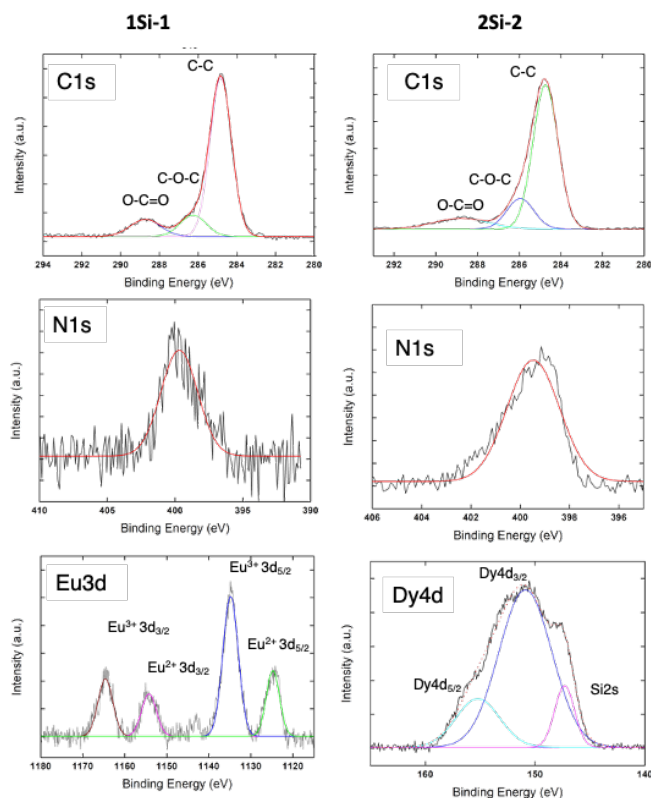 1Si-1
2Si-2
C1s
C-C
C-O-C
O-C=O
Intensity (a.u.)
294 292 290 288 286 284 282 280
Binding Energy (eV)
C1s
C-C
C-O-C
O-C=O
Intensity (a.u.)
292 290 288 286 284 282 280
Binding Energy (eV)
N1s
Intensity (a.u.)
410 405 400 395 390
Binding Energy (eV)
N1s
Intensity (a.u.)
406 404 402 400 398 396
Binding Energy (eV)
Eu3d
Eu3+ 3d5/2
Eu3+ 3d3/2
Eu2+ 3d3/2
Eu2+ 3d5/2
Intensity (a.u.)
1180 1170 1160 1150 1140 1130 1120
Binding Energy (eV)
Dy4d
Dy4d3/2
Dy4d5/2
Si2s
Intensity (a.u.)
160 150 140
Binding Energy (eV)